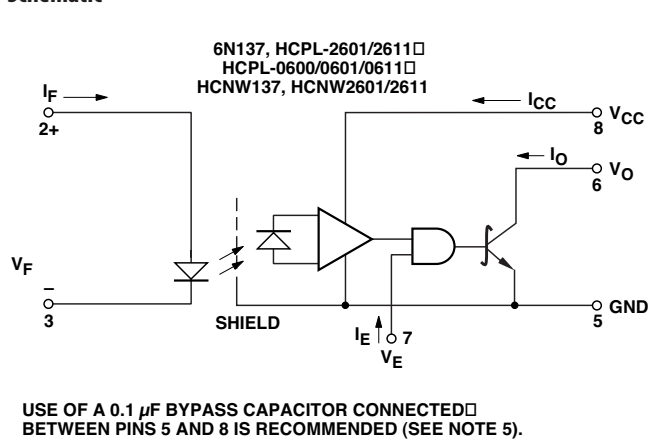 Schematic
6N137, HCPL-2601/2611□
HCPL-0600/0601/0611□
HCNW137, HCNW2601/2611
IF
2+
ICC
VCC
8
IO
VO
6
VF
–
3
SHIELD
GND
5
IE
7
VE
USE OF A 0.1 µF BYPASS CAPACITOR CONNECTED□
BETWEEN PINS 5 AND 8 IS RECOMMENDED (SEE NOTE 5).